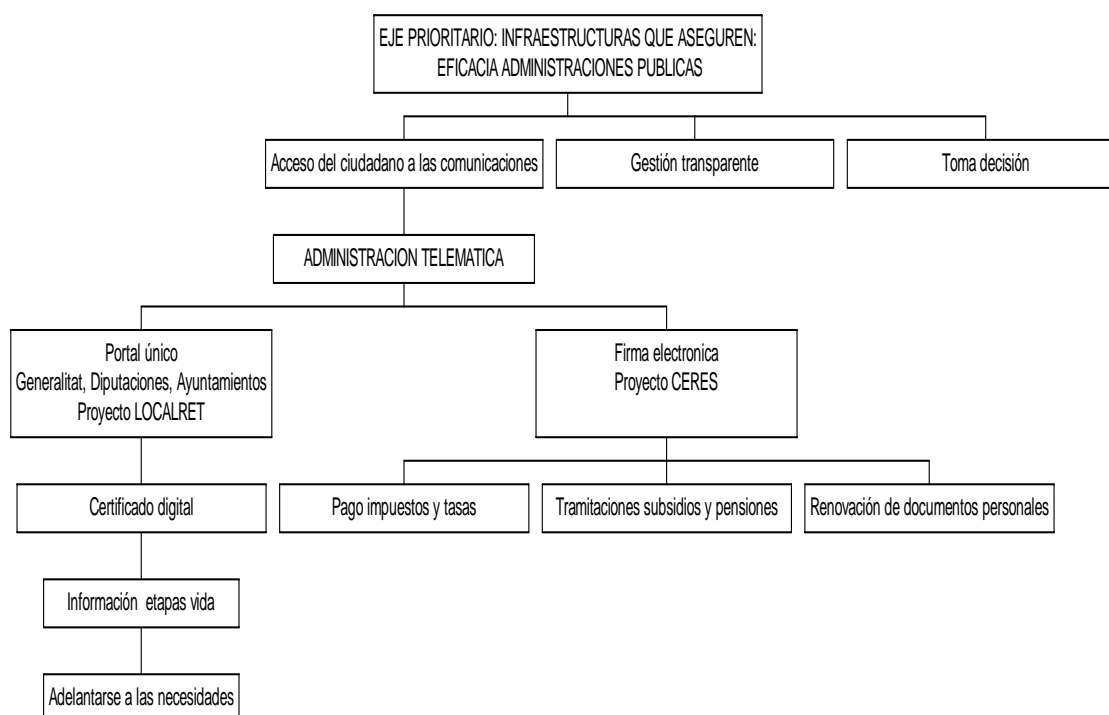 EJE PRIORITARIO: INFRAESTRUCTURAS QUE ASEGUREN:
EFICACIA ADMINISTRACIONES PUBLICAS
Acceso del ciudadano a las comunicaciones
Gestión transparente
Toma decisión
ADMINISTRACION TELEMATICA
Portal único
Generalitat, Diputaciones, Ayuntamientos
Proyecto LOCALRET
Firma electronica
Proyecto CERES
Certificado digital
Pago impuestos y tasas
Tramitaciones subsidios y pensiones
Renovación de documentos personales
Información etapas vida
Adelantarse a las necesidades